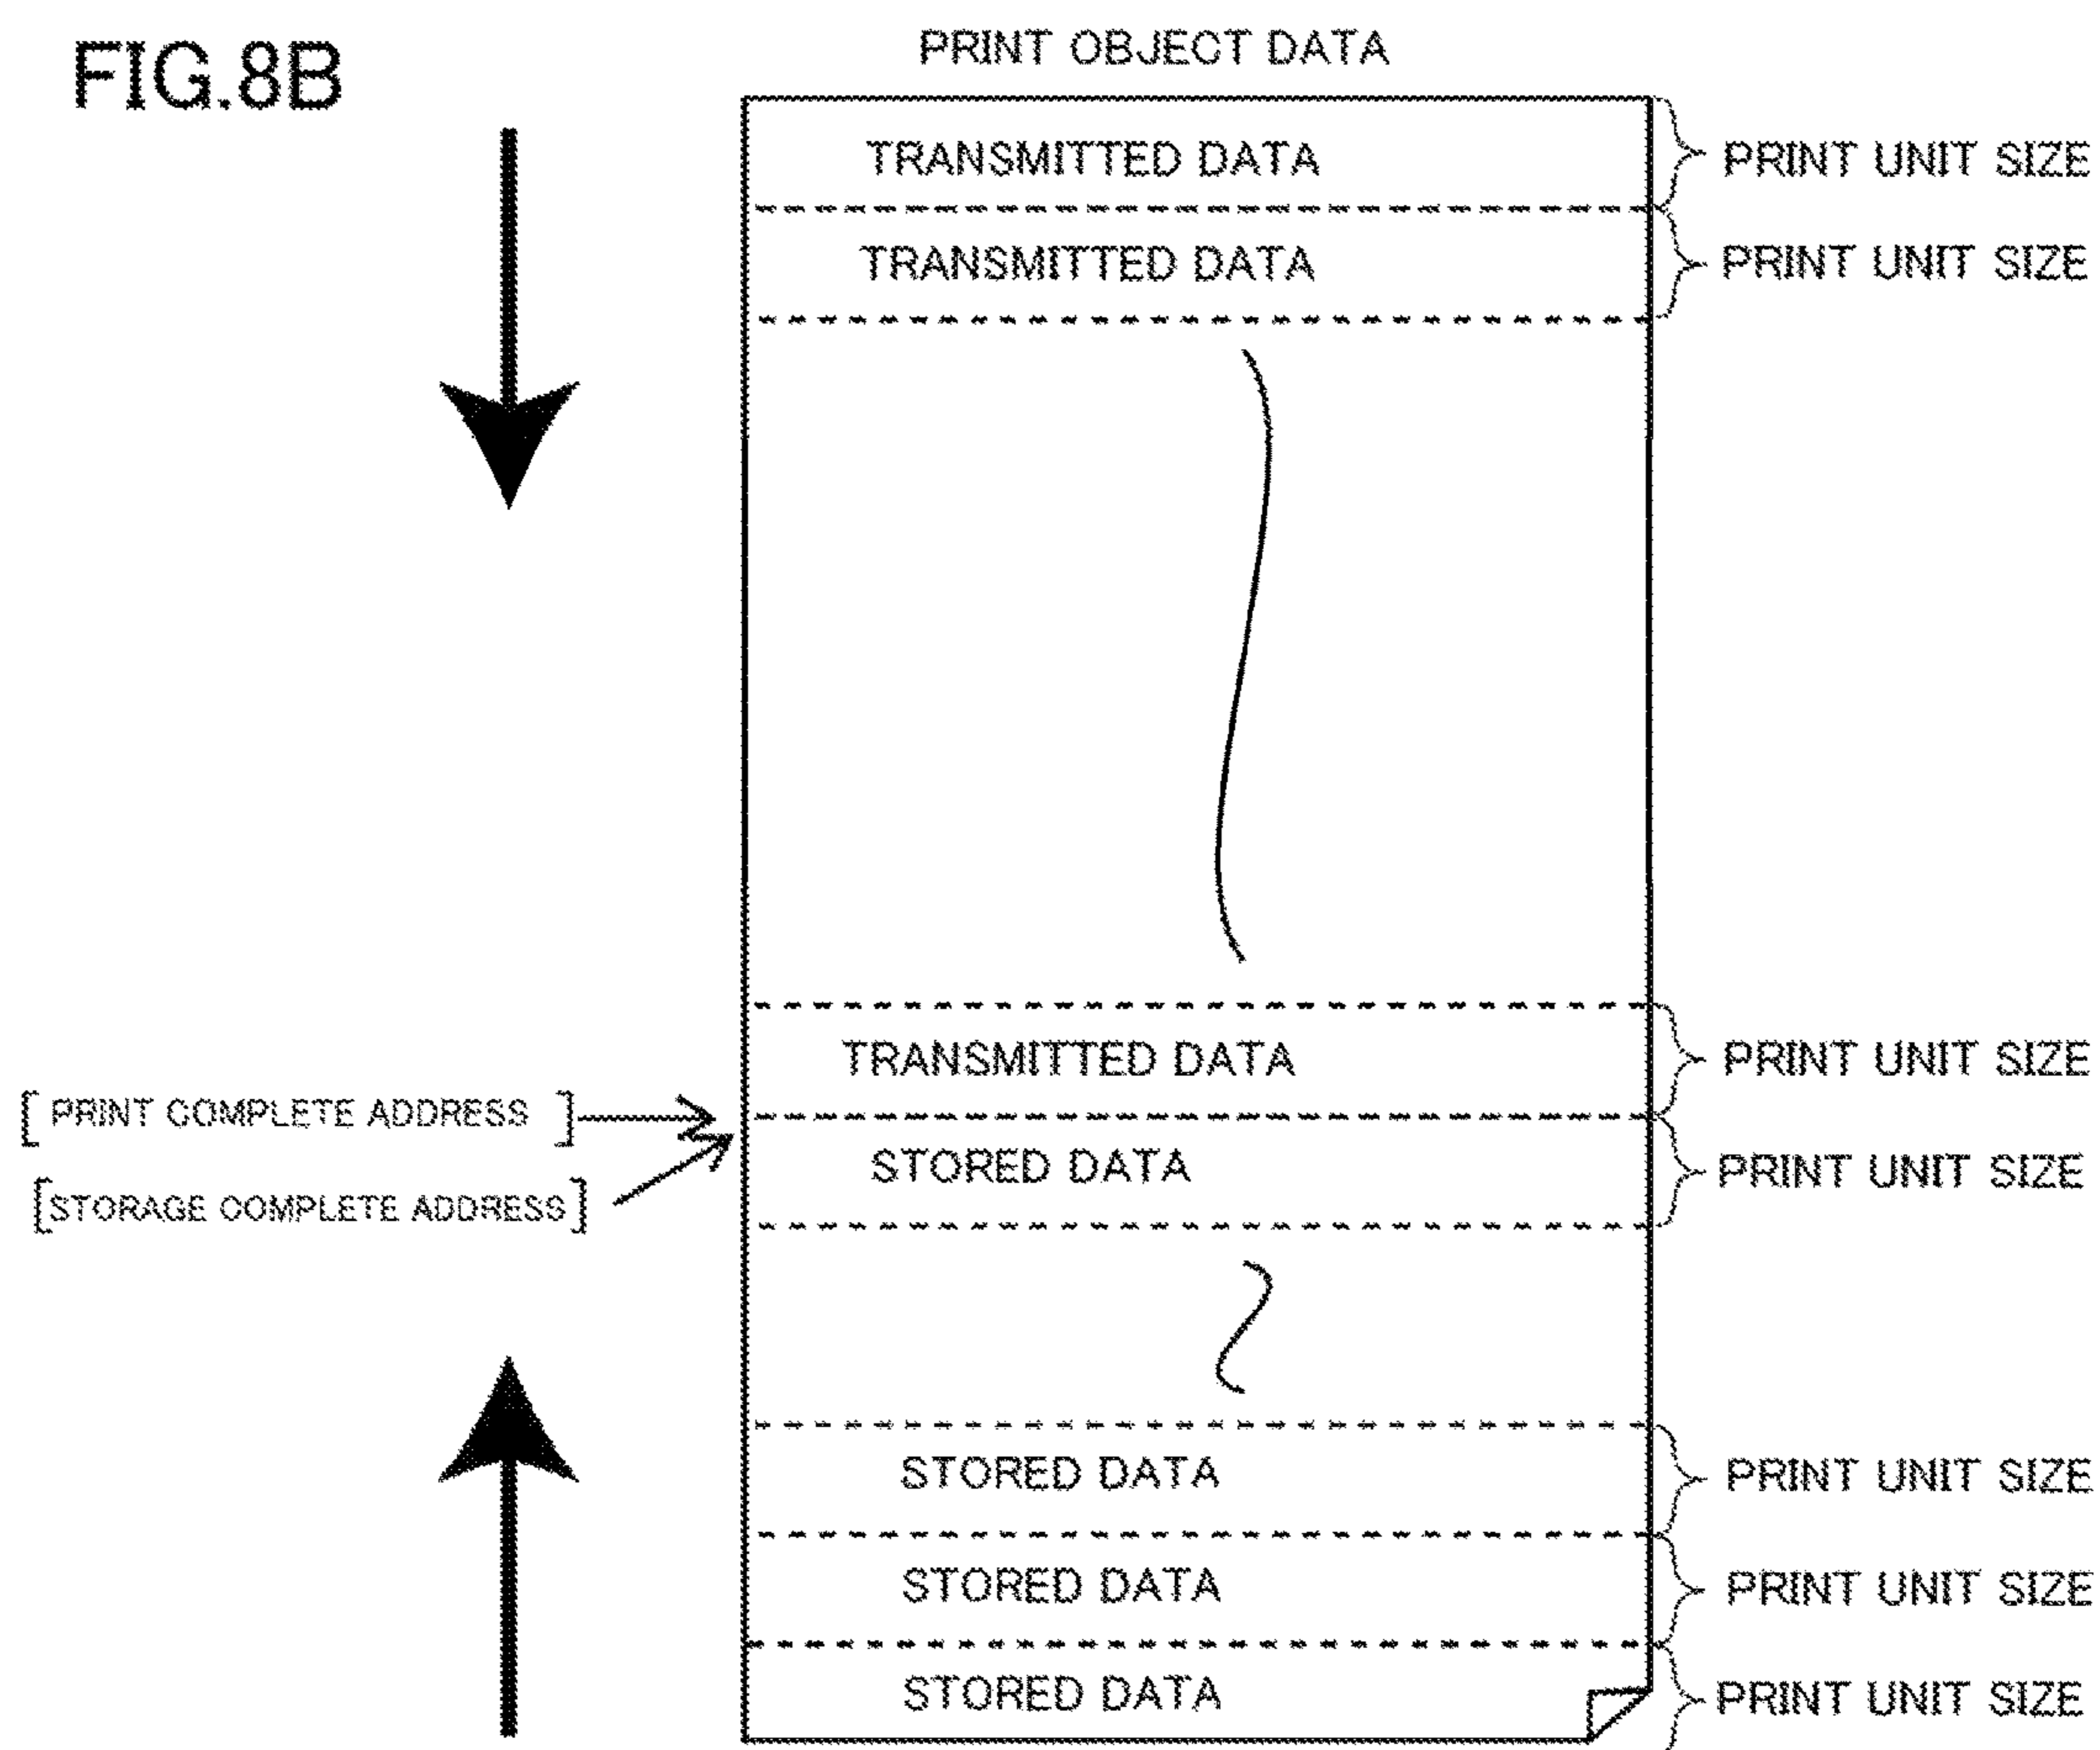 FIG.8B
PRINT OBJECT DATA
TRANSMITTED DATA PRINT UNIT SIZE
TRANSMITTED DATA PRINT UNIT SIZE
TRANSMITTED DATA PRINT UNIT SIZE
[ PRINT COMPLETE ADDRESS ]
STORED DATA PRINT UNIT SIZE
[STORAGE COMPLETE ADDRESS]
STORED DATA PRINT UNIT SIZE
STORED DATA PRINT UNIT SIZE
STORED DATA PRINT UNIT SIZE